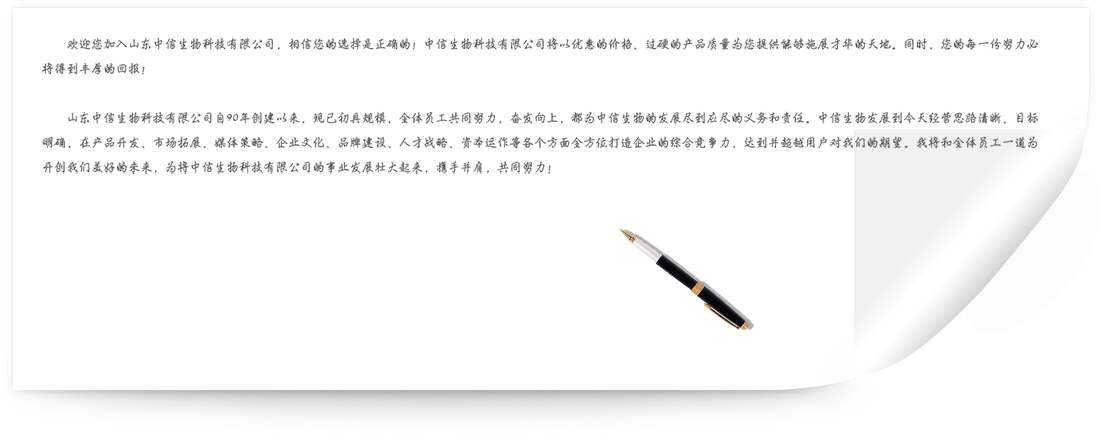 欢迎您加入山东中信生物科技有限公司，相信您的选择是正确的！中信生物科技有限公司将以优惠的价格、过硬的产品质量为您提供能够施展才华的天地。同时，您的每一份努力必
将得到丰厚的回报！
山东中信生物科技有限公司自90年创建以来，现已初具规模，全体员工共同努力，奋发向上，都为中信生物的发展尽到应尽的义务和责任。中信生物发展到今天经营思路清晰、目标
明确，在产品开发、市场拓展、媒体策略、企业文化、品牌建设、人才战略、资本运作等各个方面全方位打造企业的综合竞争力，达到并超越用户对我们的期望。我将和全体员工一道为
开创我们美好的未来，为将中信生物科技有限公司的事业发展壮大起来，携手并肩，共同努力！